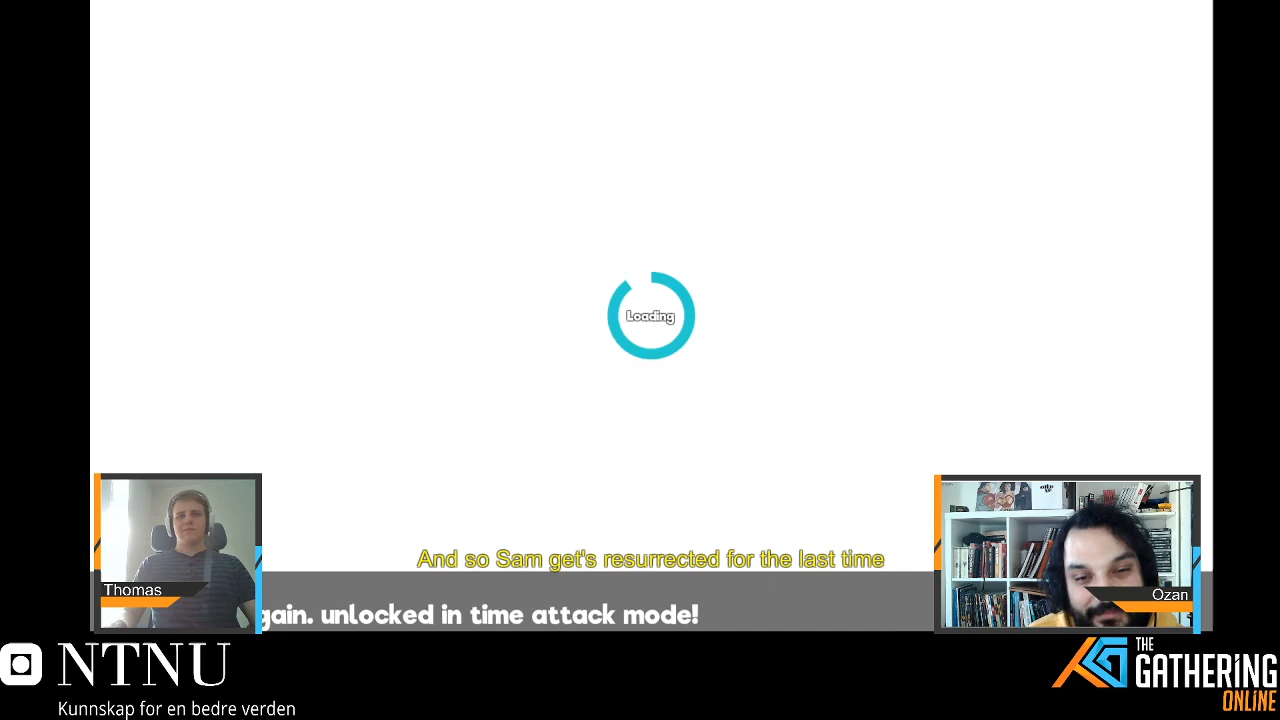 Loading
And so Sam get's resurrected for the last time
gain. unlocked in time attack mode!
Thomas
Ozan
NTNU
Kunnskap for en bedre verden
THE
GATHERING
ONLINE